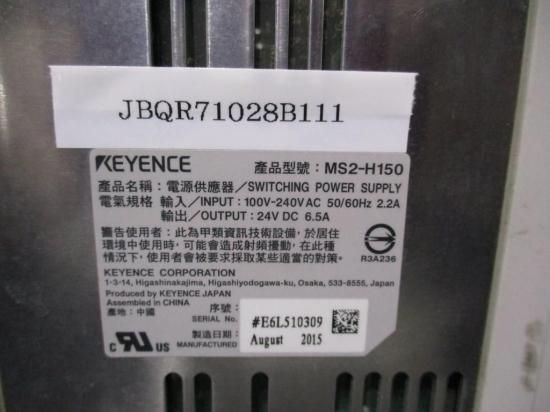 JBQR71028B111
KEYENCE 產品型號： MS2-H150
產品名稱：電源供應器／SWITCHING POWER SUPPLY
電氣規格 輸入／INPUT : 100V-240V AC 50/60Hz 2.2A
輸出／OUTPUT : 24V DC 6.5A
警告使用者：此為甲類資訊技術設備，於居住
環境中使用時，可能會造成射頻擾動，在此種
情況下，使用者會被要求採取某些適當的對策。
R3A236
KEYENCE CORPORATION
1-3-14, Higashinakajima, Higashiyodogawa-ku, Osaka, 533-8555, Japan
Produced by KEYENCE JAPAN
Assembled in CHINA
產地：中國
序號：
SERIAL No.
#E6L510309
製造日期：
MANUFACTURED
August 2015
C UR US